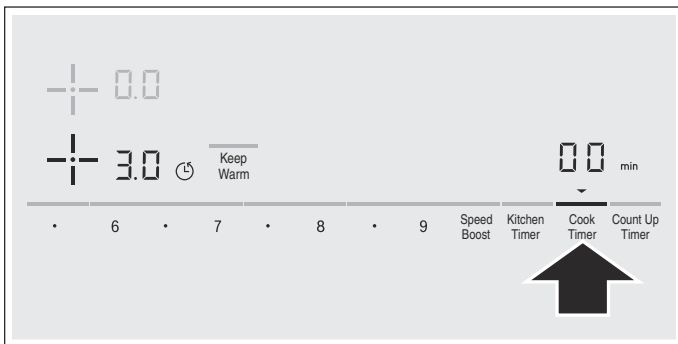 0.0
3.0 Keep Warm 00 min
• 6 • 7 • 8 • 9 Speed Boost Kitchen Timer Cook Timer Count Up Timer